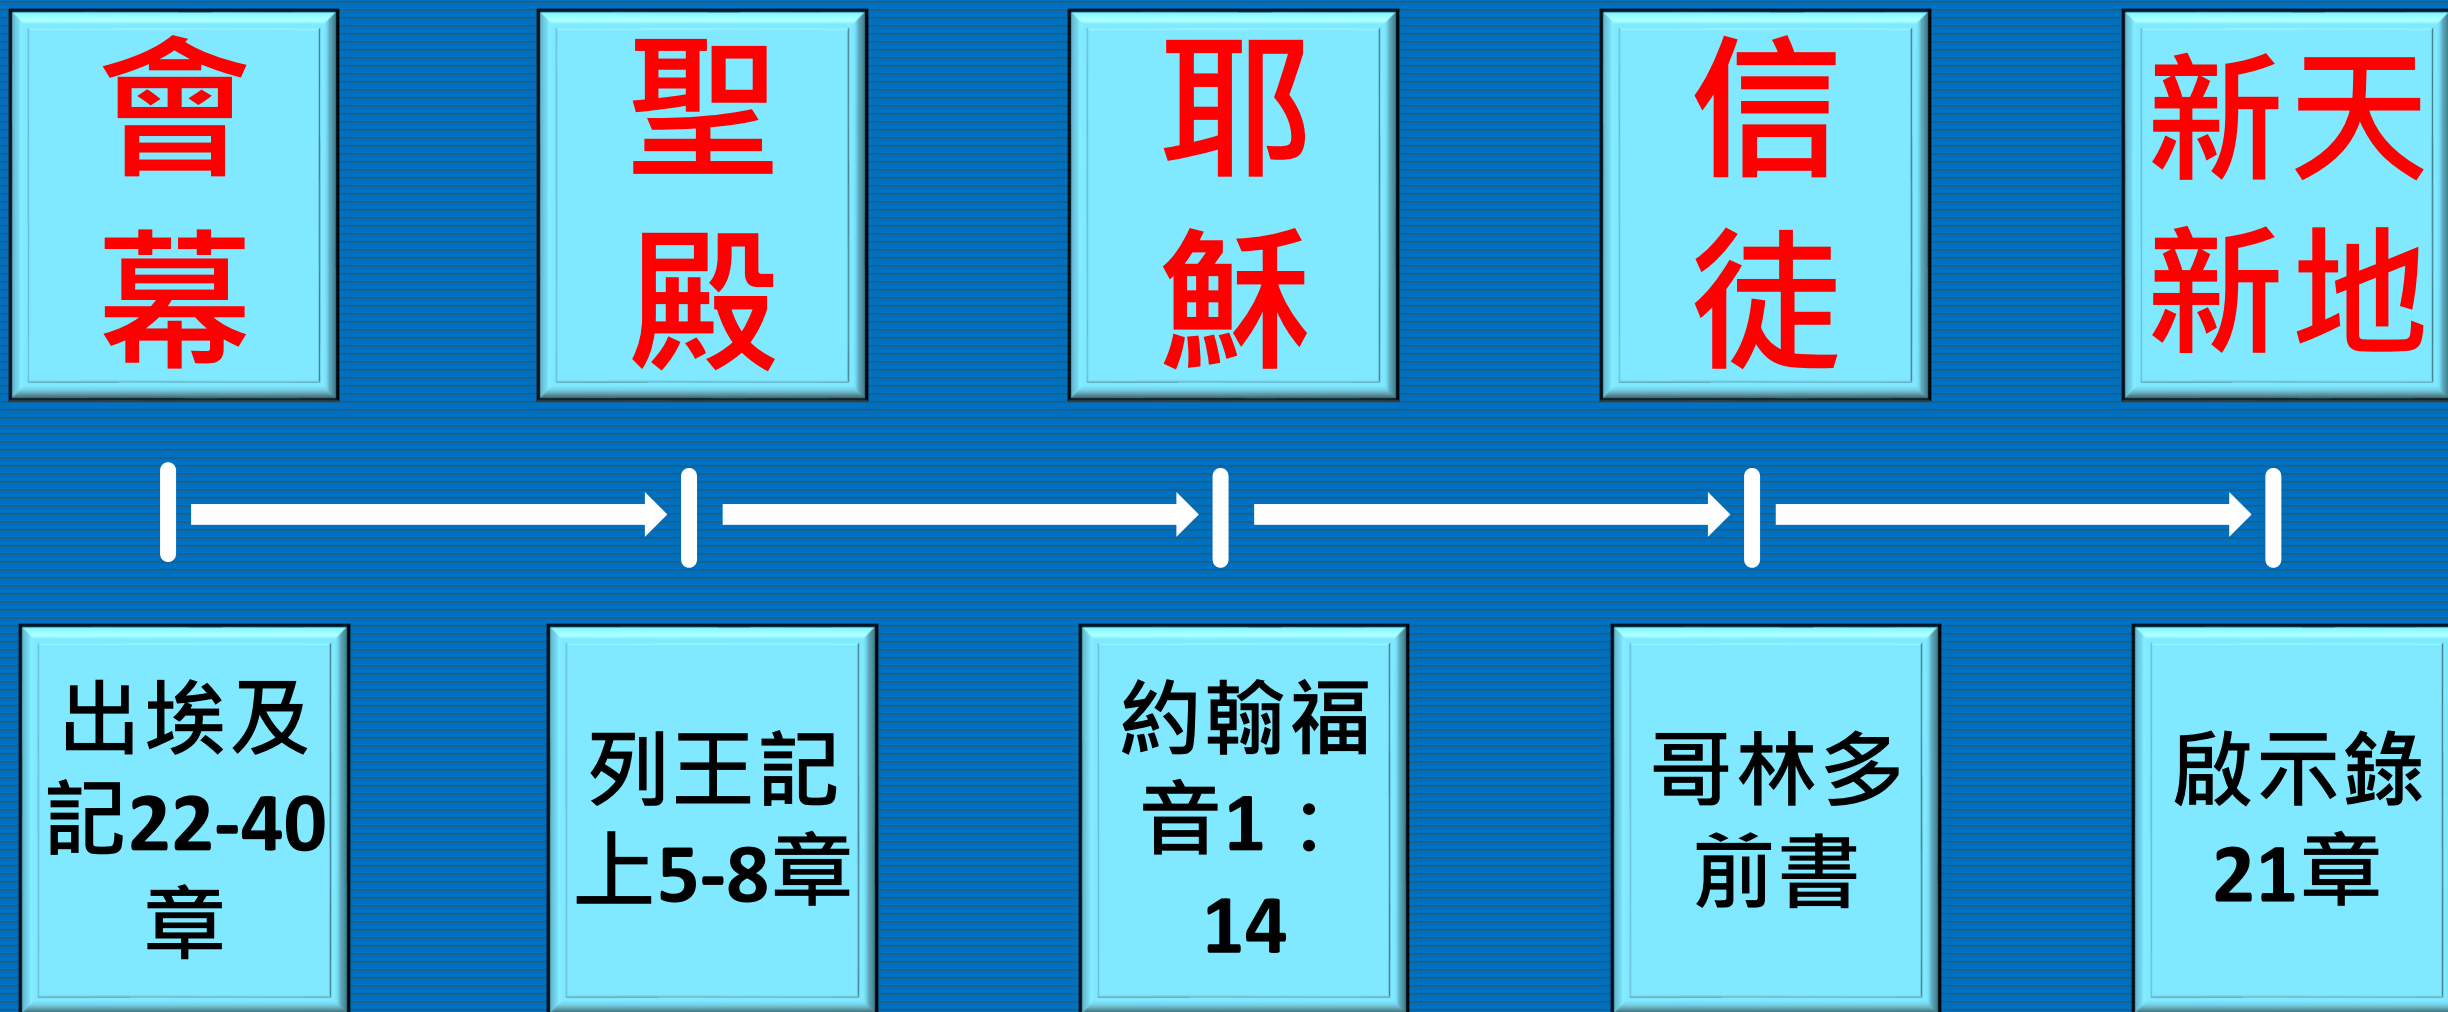 會
幕
聖
殿
耶
穌
信
徒
新天
新地
出埃及
記22-40
章
列王記
上5-8章
約翰福
音1：
14
哥林多
前書
啟示錄
21章